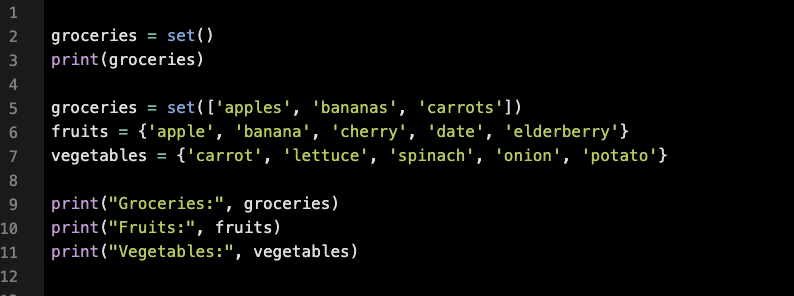 1
2 groceries = set()
3 print(groceries)
4
5 groceries = set(['apples', 'bananas', 'carrots'])
6 fruits = {'apple', 'banana', 'cherry', 'date', 'elderberry'}
7 vegetables = {'carrot', 'lettuce', 'spinach', 'onion', 'potato'}
8
9 print("Groceries:", groceries)
10 print("Fruits:", fruits)
11 print("Vegetables:", vegetables)
12